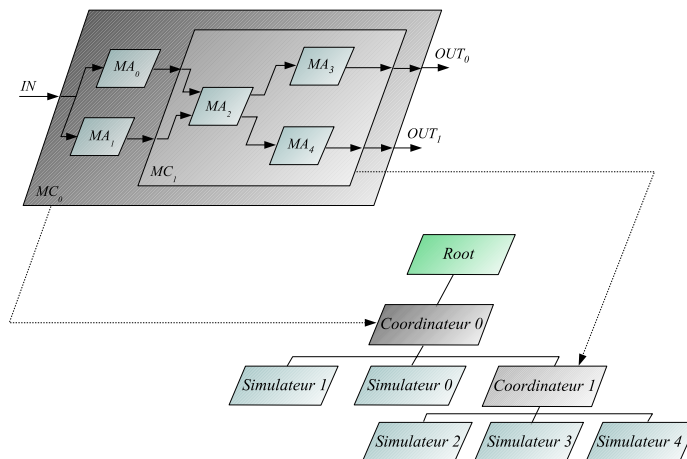 OUT0
MA0
MA3
IN
MA2
OUT1
MA1
MA4
MC1
MC0
Root
Coordinateur 0
Simulateur 1
Simulateur 0
Coordinateur 1
Simulateur 2
Simulateur 3
Simulateur 4